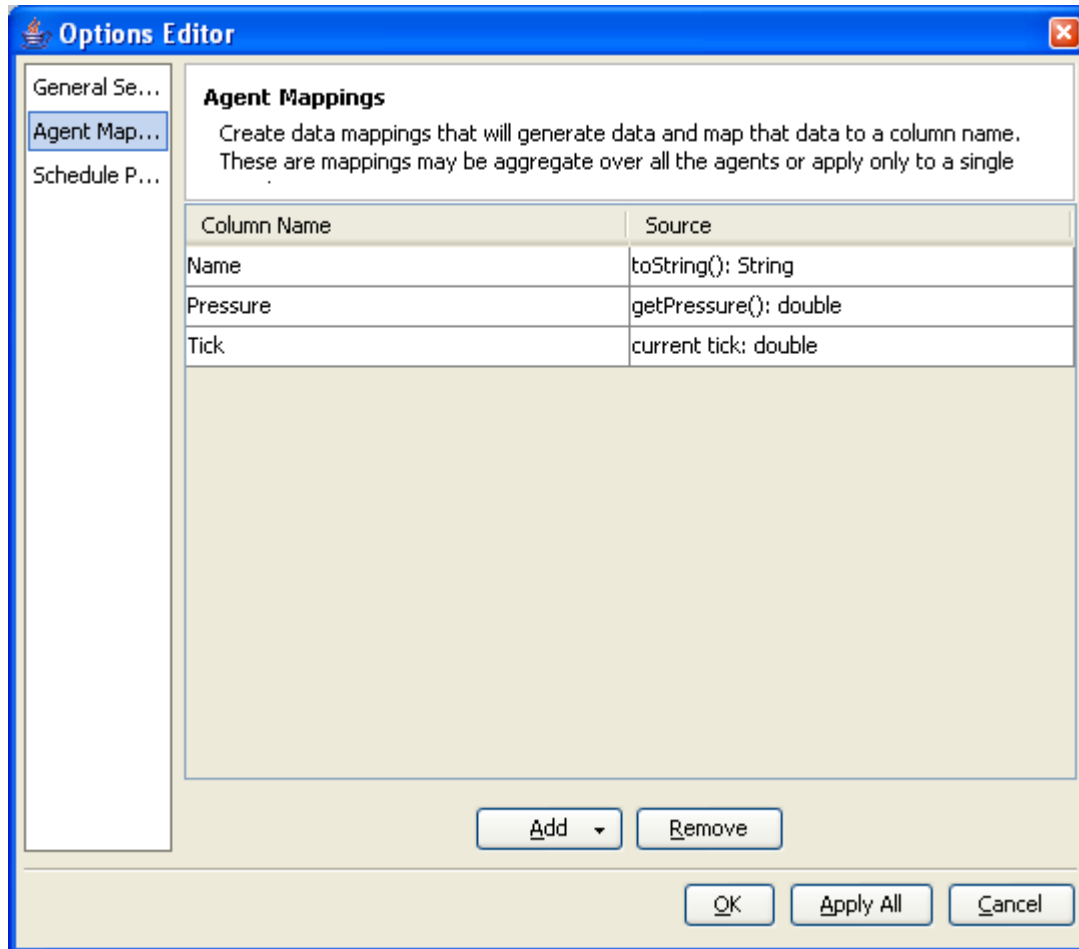 Options Editor
General Se...
Agent Map...
Schedule P...
Agent Mappings
Create data mappings that will generate data and map that data to a column name.
These are mappings may be aggregate over all the agents or apply only to a single
Column Name Source
Name toString(): String
Pressure getPressure(): double
Tick current tick: double
Add Remove
OK Apply All Cancel